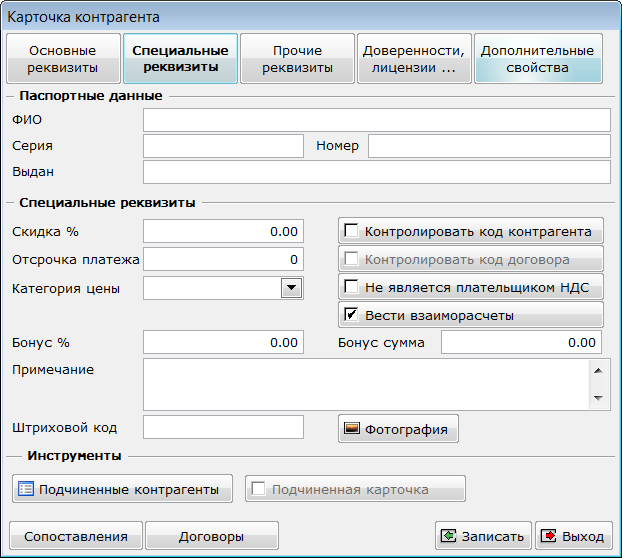 Карточка контрагента
Основные реквизиты
Специальные реквизиты
Прочие реквизиты
Доверенности, лицензии ...
Дополнительные свойства
Паспортные данные
ФИО
Серия Номер
Выдан
Специальные реквизиты
Скидка % 0.00 Контролировать код контрагента
Отсрочка платежа 0 Контролировать код договора
Категория цены Не является плательщиком НДС
Вести взаиморасчеты
Бонус % 0.00 Бонус сумма 0.00
Примечание
Штриховой код Фотография
Инструменты
Подчиненные контрагенты Подчиненная карточка
Сопоставления Договоры Записать Выход